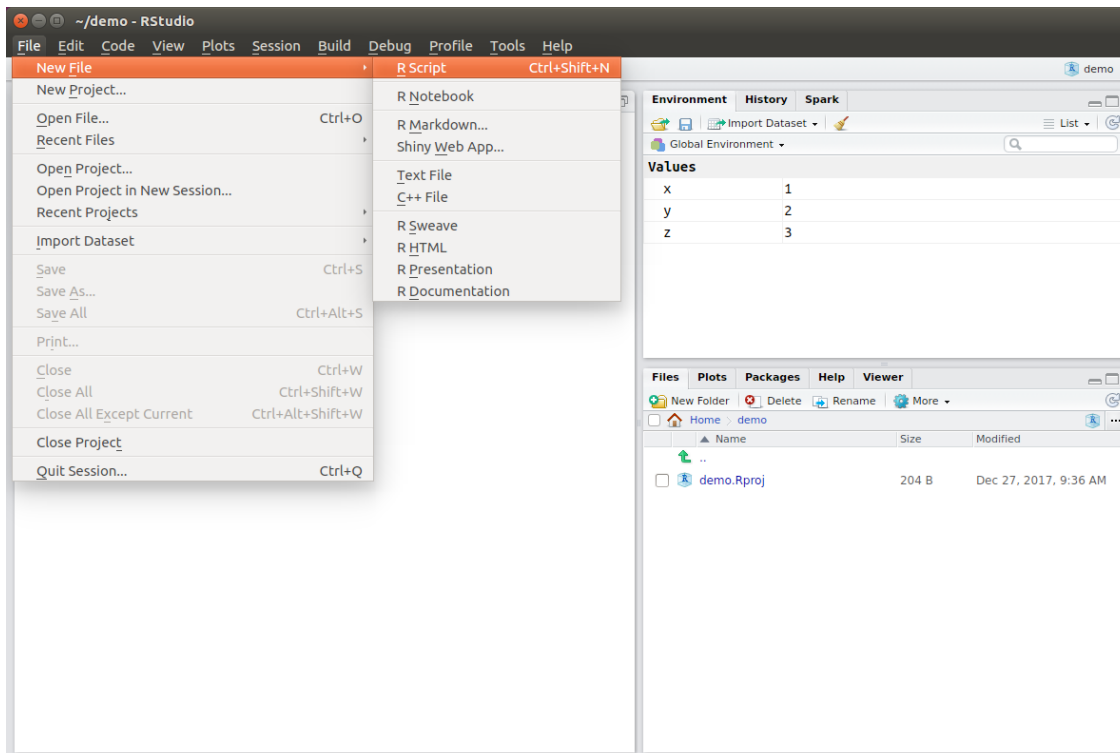 ~/demo - RStudio
File Edit Code View Plots Session Build Debug Profile Tools Help
New File
New Project...
Open File... Ctrl+O
Recent Files
Open Project...
Open Project in New Session...
Recent Projects
Import Dataset
Save Ctrl+S
Save As...
Save All Ctrl+Alt+S
Print...
Close Ctrl+W
Close All Ctrl+Shift+W
Close All Except Current Ctrl+Alt+Shift+W
Close Project
Quit Session... Ctrl+Q
R Script Ctrl+Shift+N
R Notebook
R Markdown...
Shiny Web App...
Text File
C++ File
R Sweave
R HTML
R Presentation
R Documentation
R demo
Environment History Spark
Import Dataset List
Global Environment
Values
x 1
y 2
z 3
Files Plots Packages Help Viewer
New Folder Delete Rename More
Home demo R ...
Name Size Modified
..
R demo.Rproj 204 B Dec 27, 2017, 9:36 AM